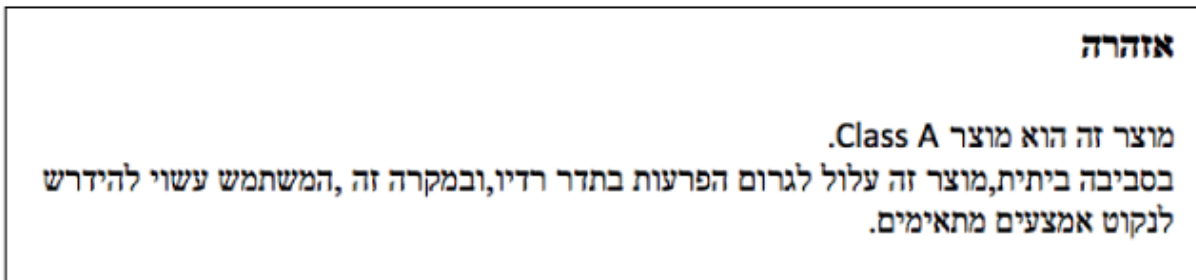 אזהרה
מוצר זה הוא מוצר Class A.
בסביבה ביתית,מוצר זה עלול לגרום הפרעות בתדר רדיו,ובמקרה זה ,המשתמש עשוי להידרש
לנקוט אמצעים מתאימים.